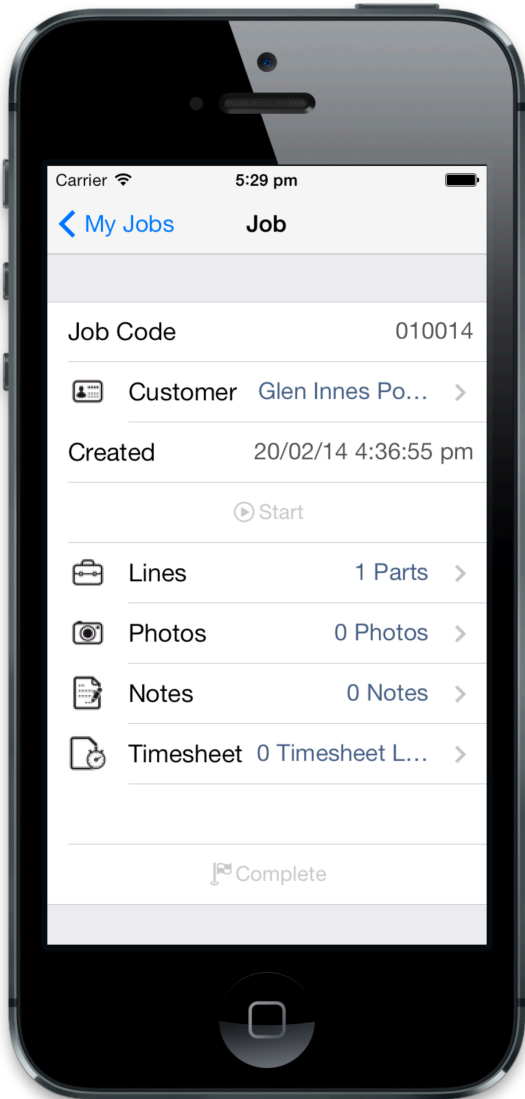 Carrier 5:29 pm
My Jobs Job
Job Code 010014
Customer Glen Innes Po...
Created 20/02/14 4:36:55 pm
Start
Lines 1 Parts
Photos 0 Photos
Notes 0 Notes
Timesheet 0 Timesheet L...
Complete